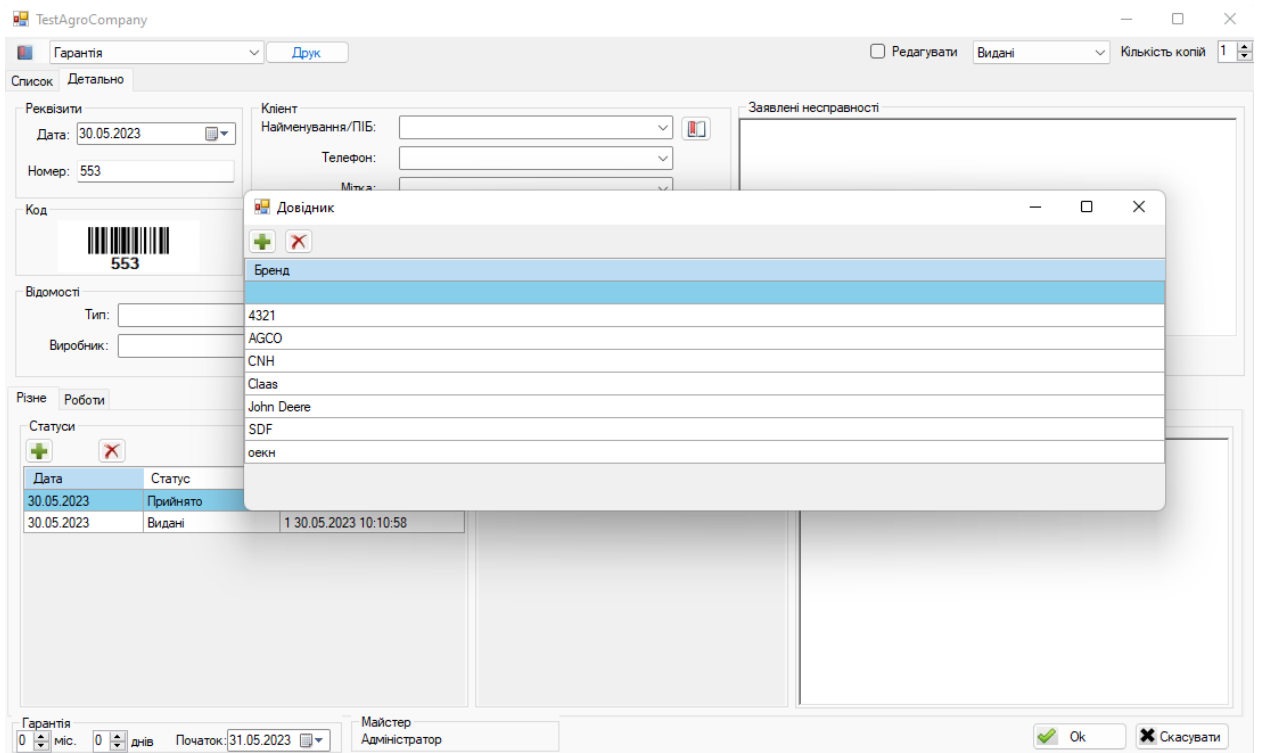 TestAgroCompany
Гарантія Друк Редагувати Видані Кількість копій 1
Список Детально
Реквізити Клієнт Заявлені несправності
Дата: 30.05.2023 Найменування/ПІБ:
Телефон:
Номер: 553
Мітка:
Код Довідник
553
Бренд
Відомості
Тип: 4321
AGCO
Виробник:
CNH
Claas
Різне Роботи John Deere
Статуси SDF
оекн
Дата Статус
30.05.2023 Прийнято
30.05.2023 Видані 1 30.05.2023 10:10:58
Гарантія Майстер
0 міс. 0 днів Початок: 31.05.2023 Адміністратор Ok Скасувати